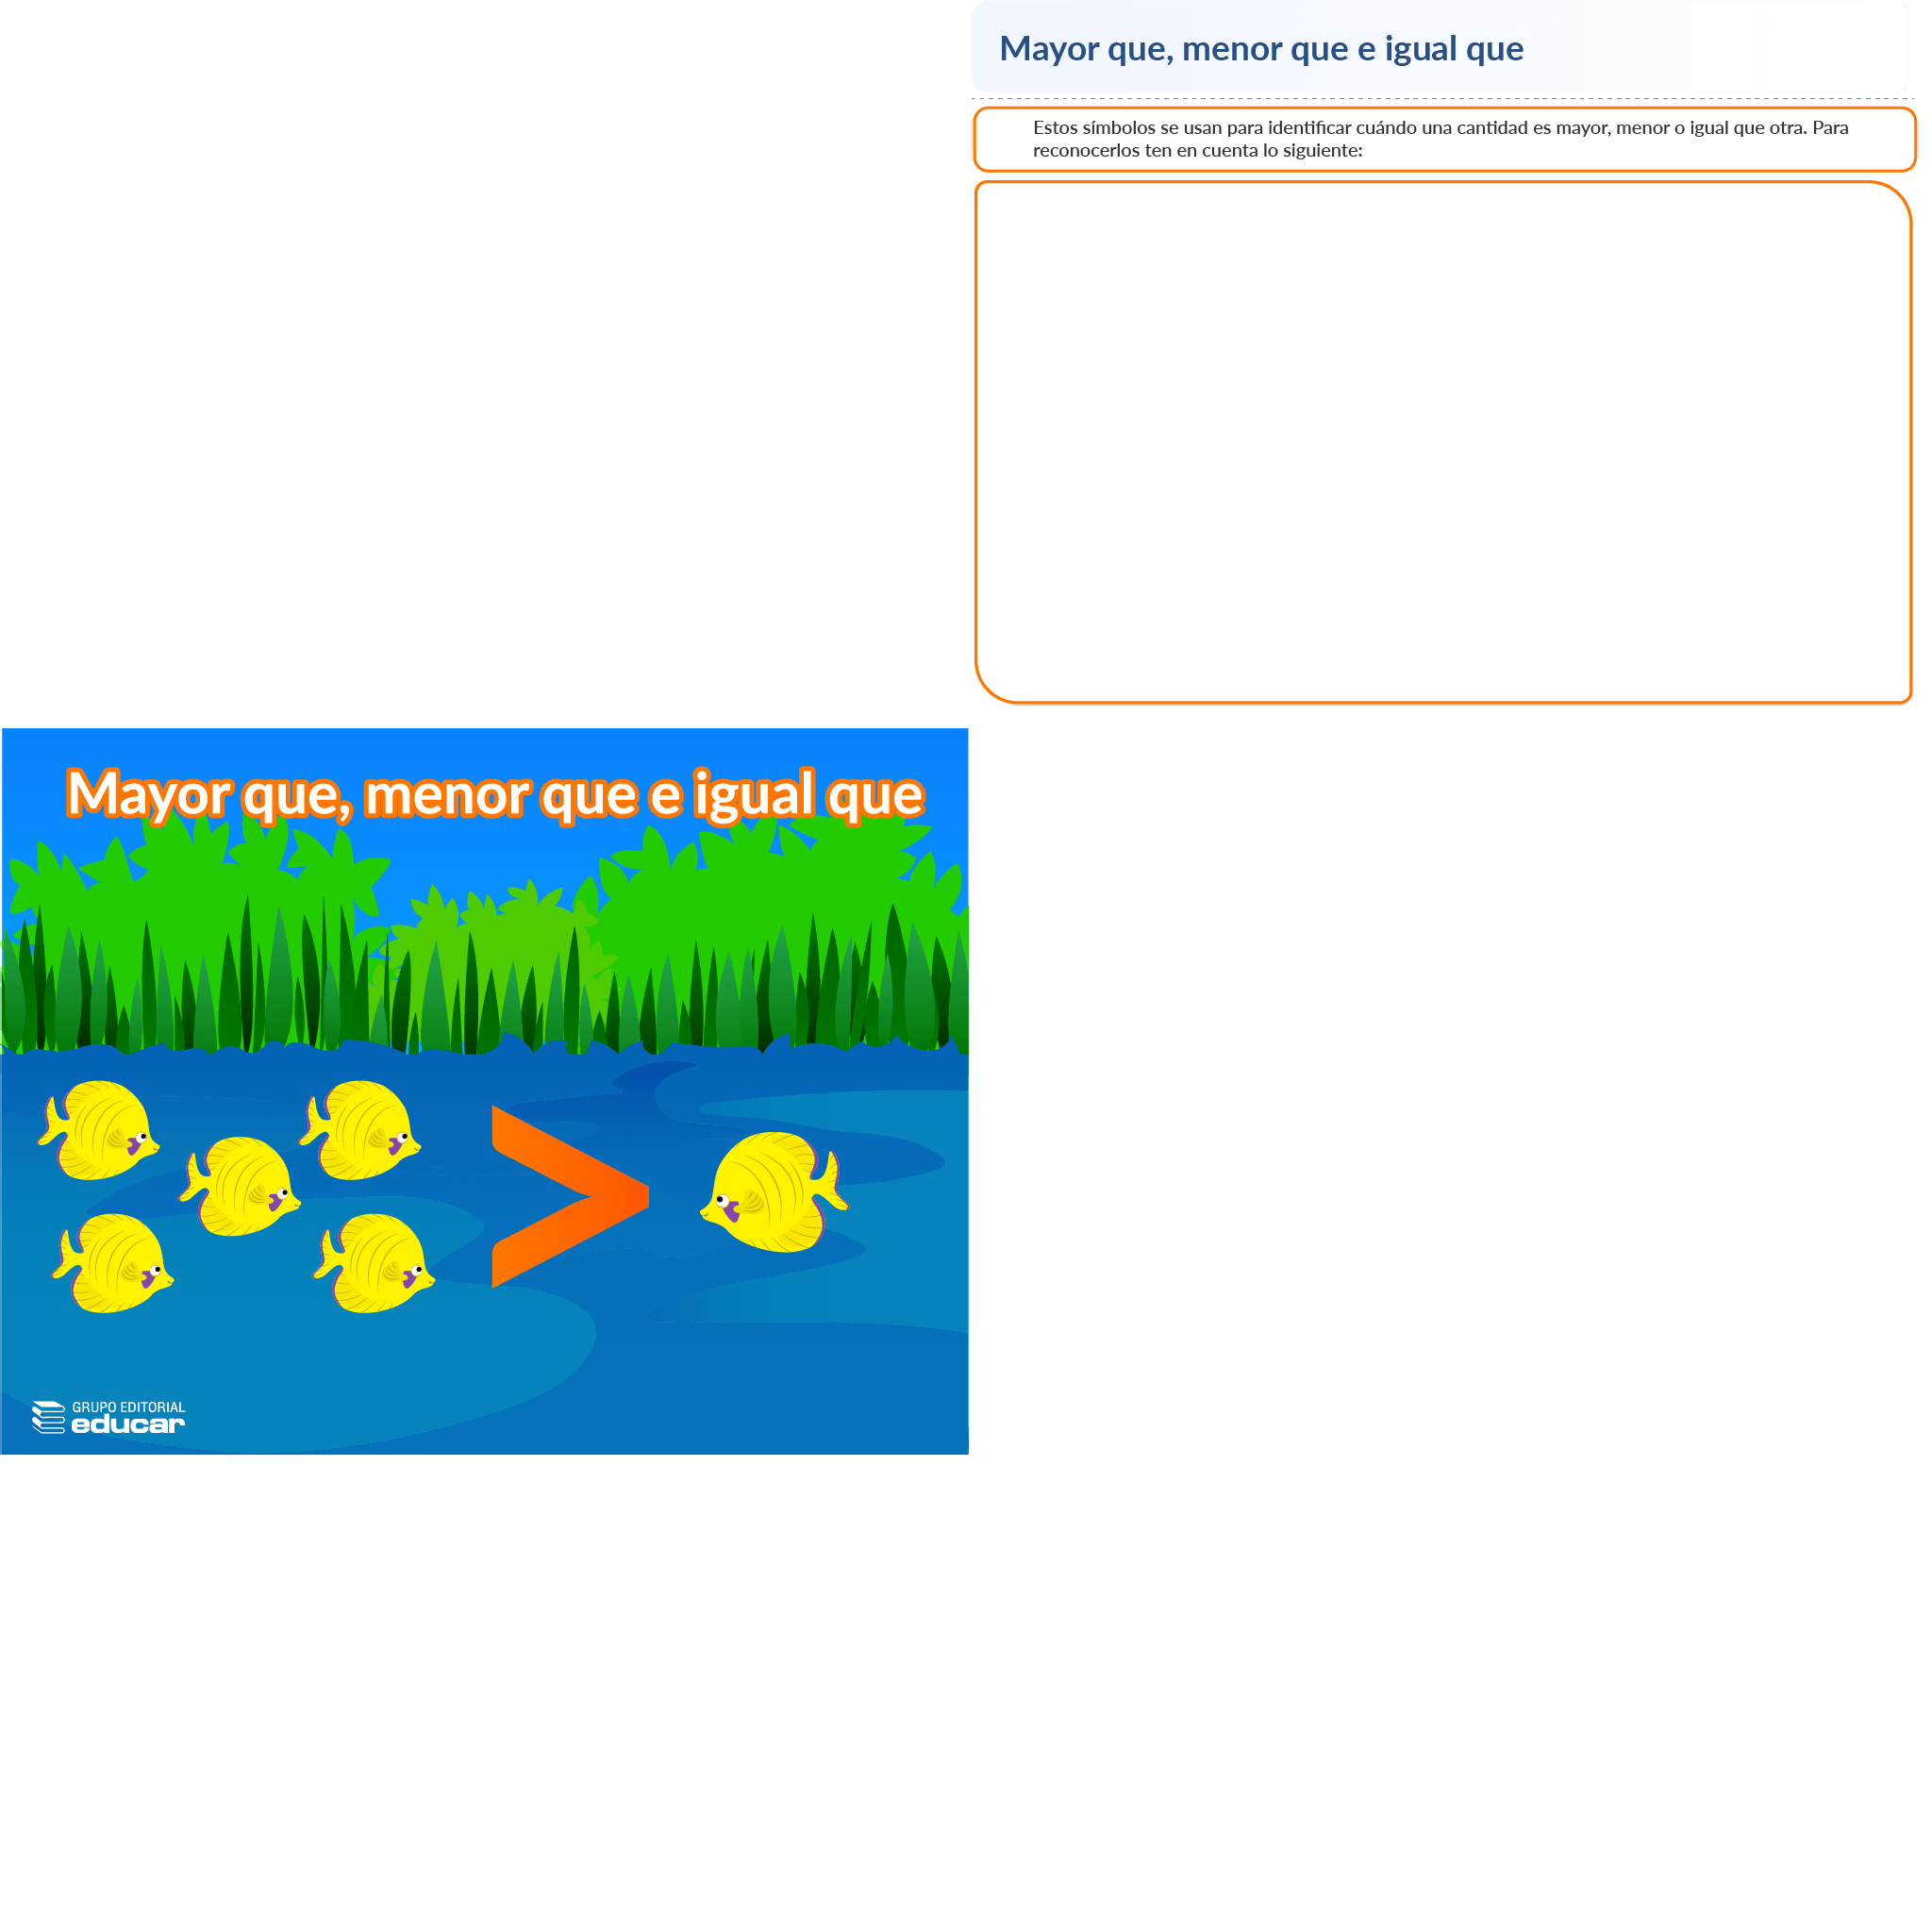 Mayor que, menor que e igual que
Estos símbolos se usan para identificar cuándo una cantidad es mayor, menor o igual que otra. Para
reconocerlos ten en cuenta lo siguiente:
Mayor que, menor que e igual que
>
GRUPO EDITORIAL
educar